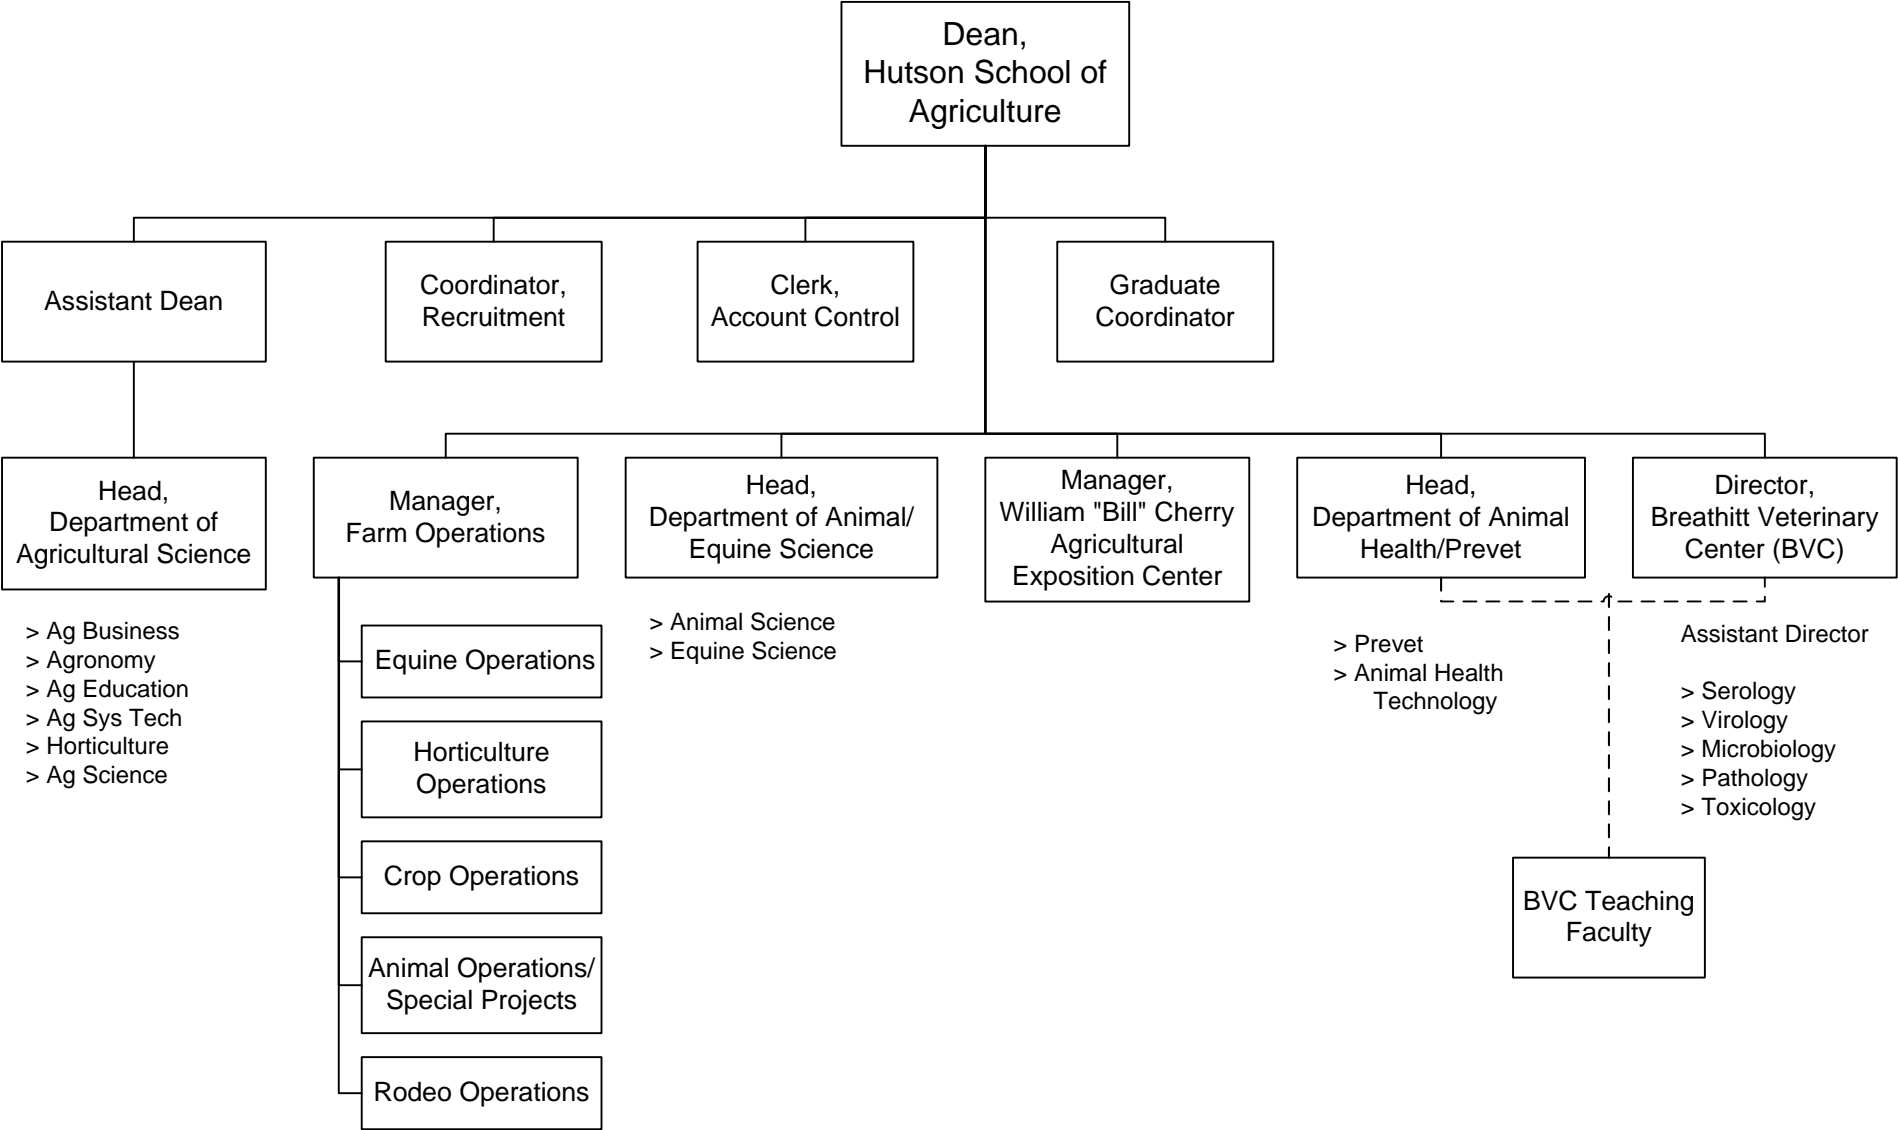 Dean,
Hutson School of
Agriculture
Assistant Dean
Coordinator,
Recruitment
Clerk,
Account Control
Graduate
Coordinator
Head,
Department of
Agricultural Science
> Ag Business
> Agronomy
> Ag Education
> Ag Sys Tech
> Horticulture
> Ag Science
Manager,
Farm Operations
Equine Operations
Horticulture
Operations
Crop Operations
Animal Operations/
Special Projects
Rodeo Operations
Head,
Department of Animal/
Equine Science
> Animal Science
> Equine Science
Manager,
William "Bill" Cherry
Agricultural
Exposition Center
Head,
Department of Animal
Health/Prevet
> Prevet
> Animal Health
Technology
Director,
Breathitt Veterinary
Center (BVC)
Assistant Director
> Serology
> Virology
> Microbiology
> Pathology
> Toxicology
BVC Teaching
Faculty